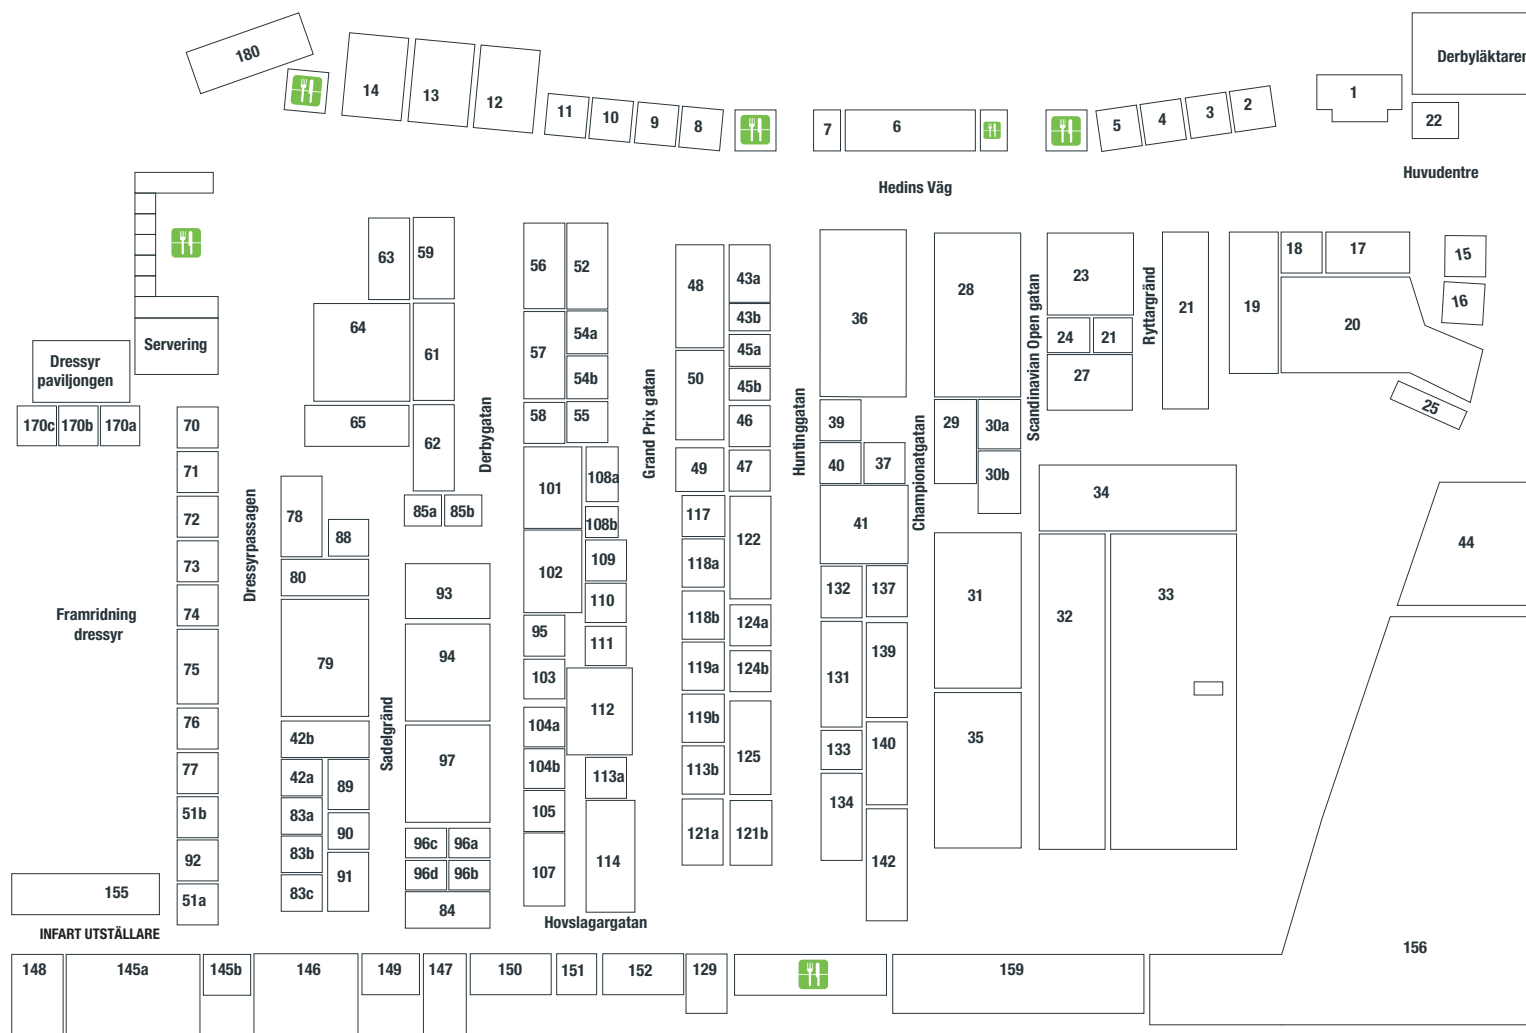 180
14
13
12
11
10
9
8
7
6
5
4
3
2
1
Derbyläktaren
22
Hedins Väg
Huvudentre
Servering
Dressyr
paviljongen
170c
170b
170a
63
59
64
61
65
62
85a
85b
56
52
57
54a
54b
58
55
48
43a
43b
45a
50
45b
46
49
47
36
39
40
37
41
28
29
30a
30b
23
24
21
27
21
19
18
17
20
15
16
25
Dressyrpassagen
Derbygatan
Grand Prix gatan
Huntinggatan
Championatgatan
Scandinavian Open gatan
Ryttargränd
Sadelgränd
70
71
72
73
74
75
76
77
51b
92
51a
Framridning
dressyr
78
88
80
79
42b
42a
89
83a
90
83b
91
83c
93
94
97
96c
96a
96d
96b
84
101
108a
108b
102
109
110
95
111
103
112
104a
104b
113a
105
107
114
117
122
118a
118b
124a
119a
124b
119b
125
113b
121a
121b
132
137
131
139
133
140
134
142
31
35
34
32
33
44
155
INFART UTSTÄLLARE
Hovslagargatan
148
145a
145b
146
149
147
150
151
152
129
159
156